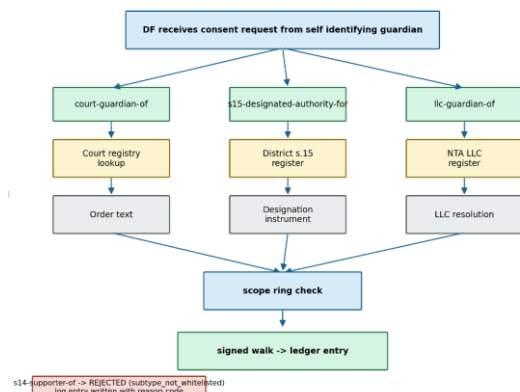 DF receives consent request from self identifying guardian
court-guardian-of
s15-designated-authority-for
llc-guardian-of
Court registry
lookup
District s.15
register
NTA LLC
register
Order text
Designation
instrument
LLC resolution
scope ring check
signed walk -> ledger entry
s14-supporter-of -> REJECTED (subtype_not_whitelisted)
log entry written with reason code